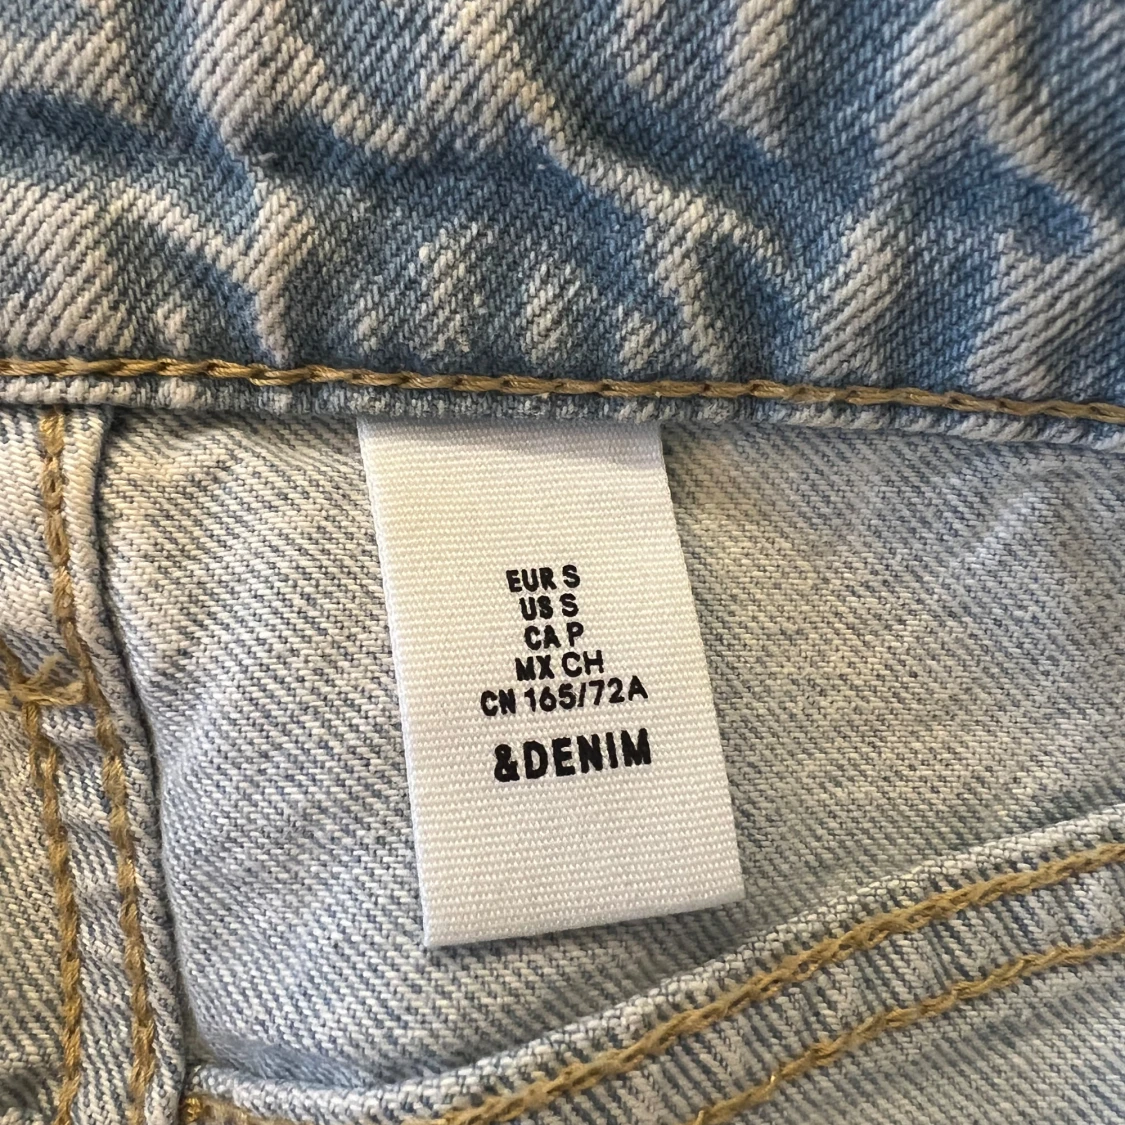 EUR S
US S
CA P
MX CH
CN 165/72A
&DENIM